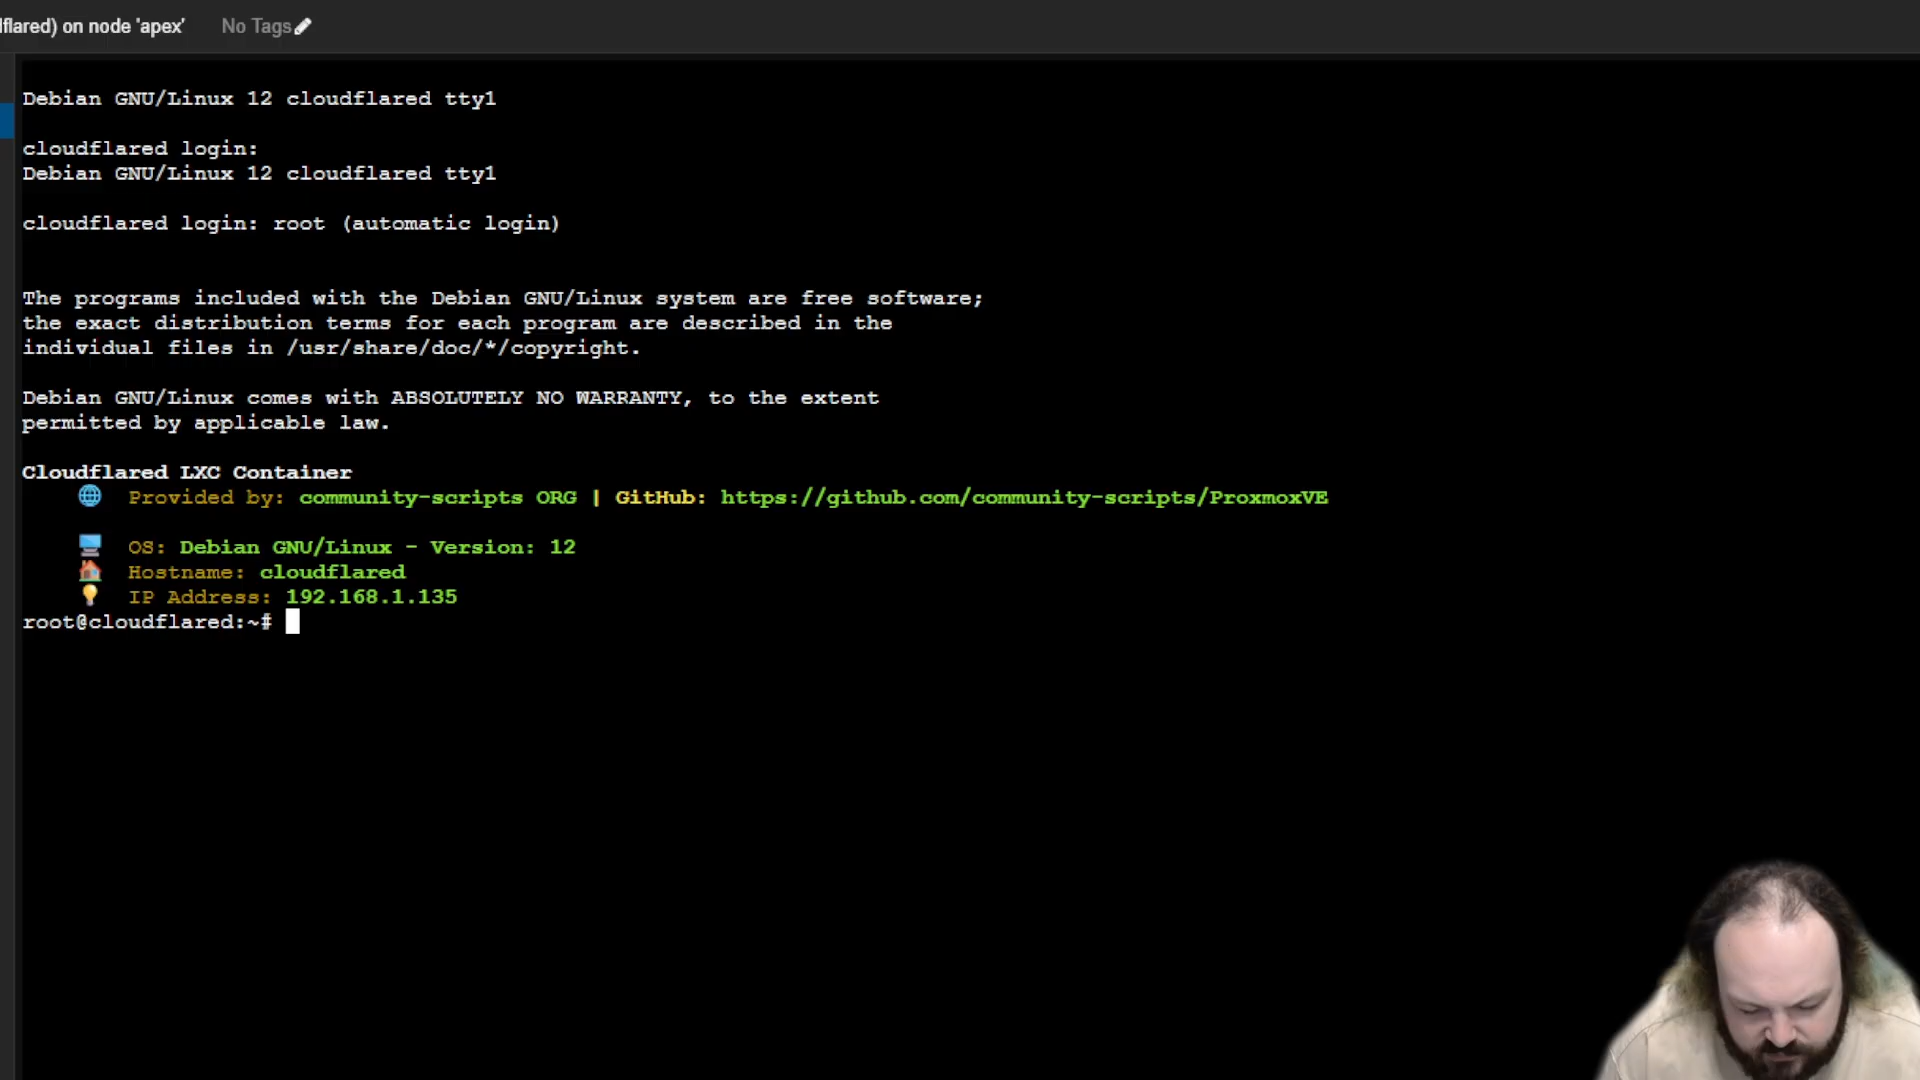 flared) on node 'apex'
No Tags
Debian GNU/Linux 12 cloudflared tty1
cloudflared login:
Debian GNU/Linux 12 cloudflared tty1
cloudflared login: root (automatic login)
The programs included with the Debian GNU/Linux system are free software;
the exact distribution terms for each program are described in the
individual files in /usr/share/doc/*/copyright.
Debian GNU/Linux comes with ABSOLUTELY NO WARRANTY, to the extent
permitted by applicable law.
Cloudflared LXC Container
Provided by: community-scripts ORG | GitHub: https://github.com/community-scripts/ProxmoxVE
OS: Debian GNU/Linux - Version: 12
Hostname: cloudflared
IP Address: 192.168.1.135
root@cloudflared:~#